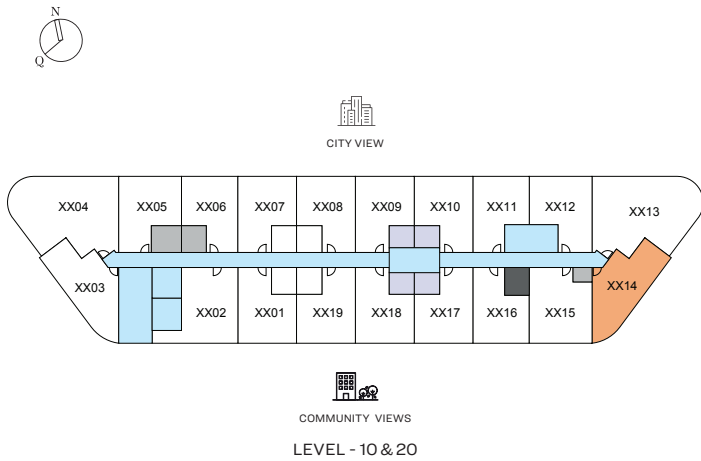 N
Q
CITY VIEW
XX04 XX05 XX06 XX07 XX08 XX09 XX10 XX11 XX12 XX13
XX03 XX02 XX01 XX19 XX18 XX17 XX16 XX15 XX14
COMMUNITY VIEWS
LEVEL - 10 & 20